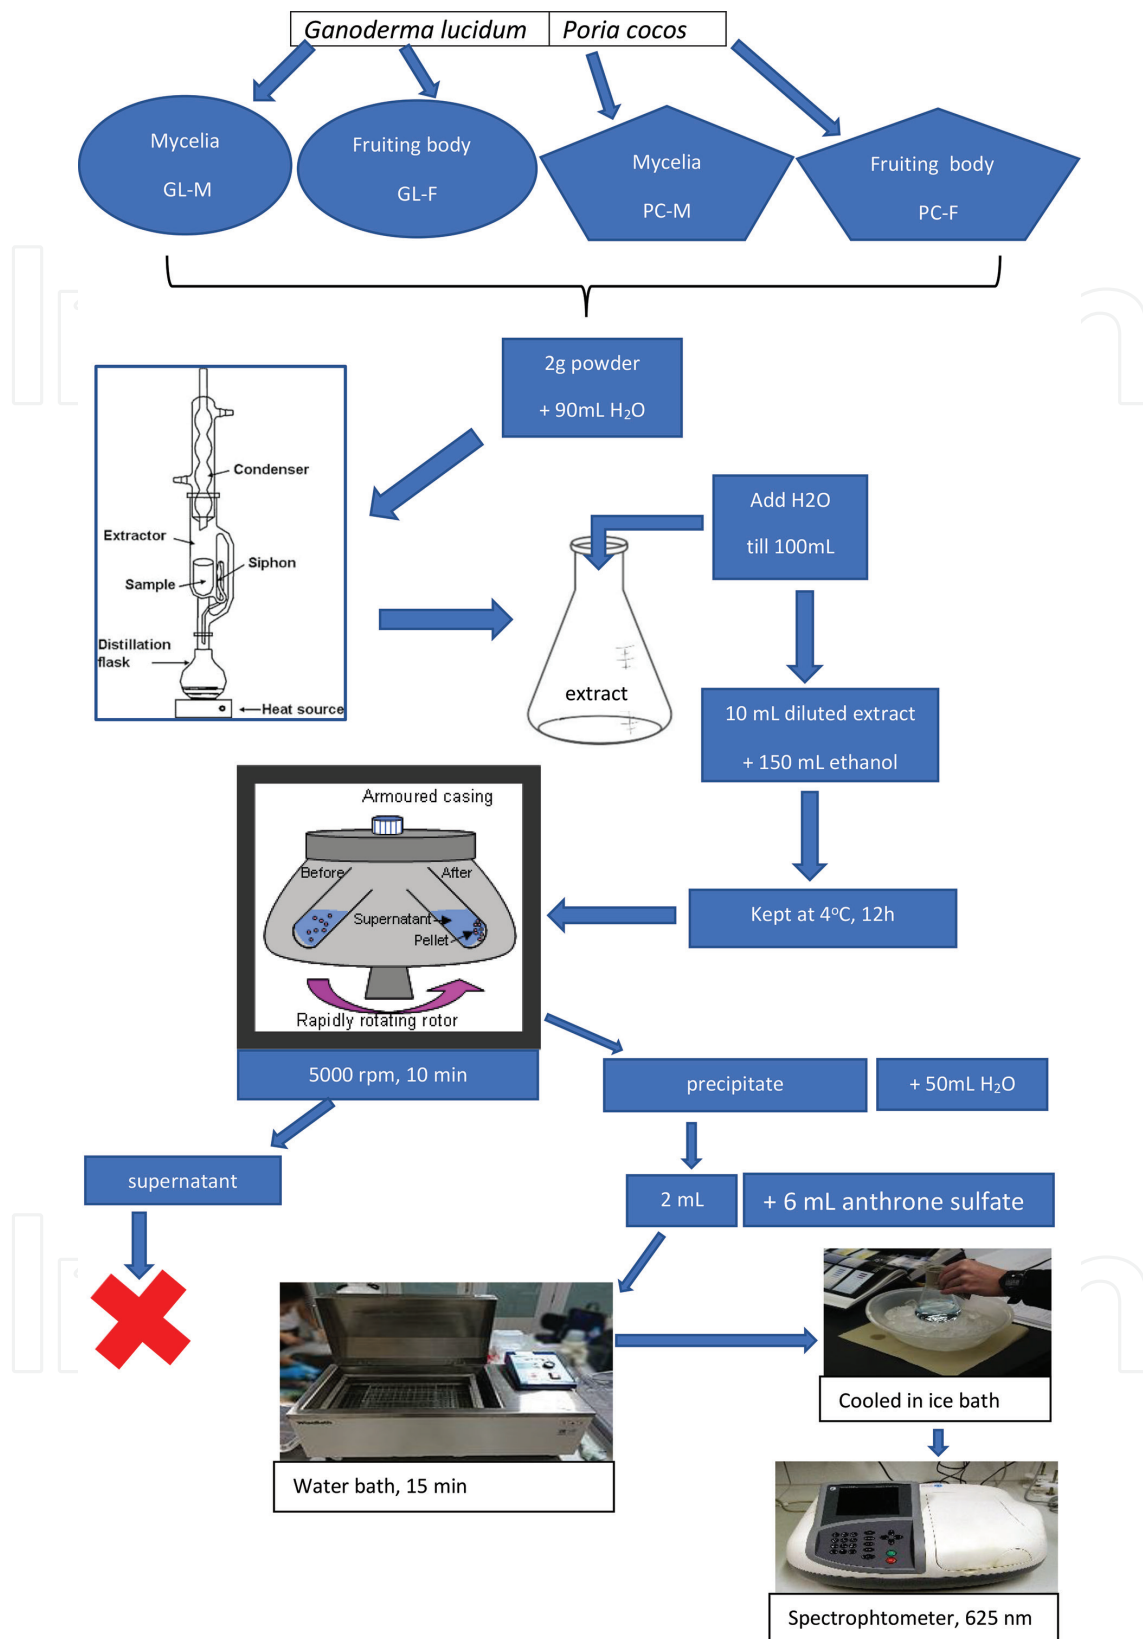 Ganoderma lucidum Poria cocos
Mycelia
GL-M
Fruiting body
GL-F
Mycelia
PC-M
Fruiting body
PC-F
2g powder
+ 90mL H₂O
Condenser
Extractor
Siphon
Sample
Distillation
flask
Heat source
extract
Add H2O
till 100mL
10 mL diluted extract
+ 150 mL ethanol
Kept at 4°C, 12h
Armoured casing
Before
After
Supernatant
Pellet
Rapidly rotating rotor
5000 rpm, 10 min
precipitate
+ 50mL H₂O
supernatant
2 mL
+ 6 mL anthrone sulfate
Water bath, 15 min
Cooled in ice bath
Spectrophtometer, 625 nm